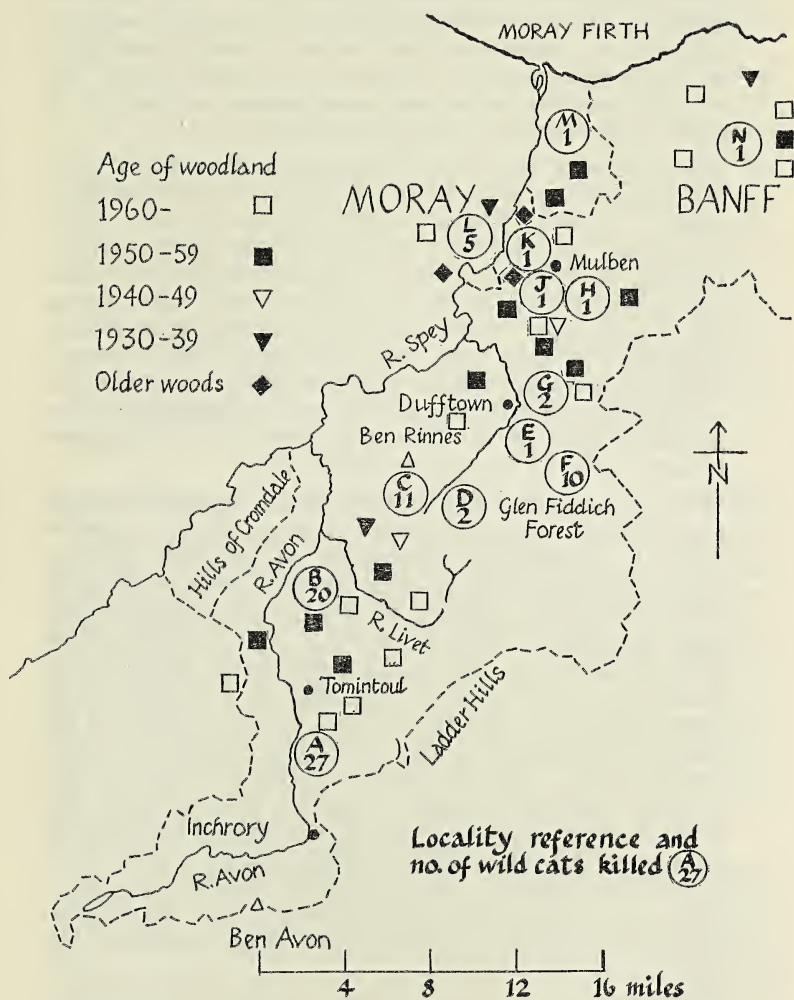 MORAY FIRTH
M
1
N
1
Age of woodland
1960-
1950-59
1940-49
1930-39
Older woods
MORAY
BANFF
L
5
K
1
Mulben
J
1
H
1
R. Spey
Dufftown
G
2
Ben Rinnes
E
1
F
10
C
11
D
2
Glen Fiddich
Forest
N
Hills of Cromdale
R. Avon
B
20
R. Livet
Tomintoul
A
27
Ladder Hills
Inchrory
R. Avon
Ben Avon
Locality reference and
no. of wild cats killed A
27
4 8 12 16 miles